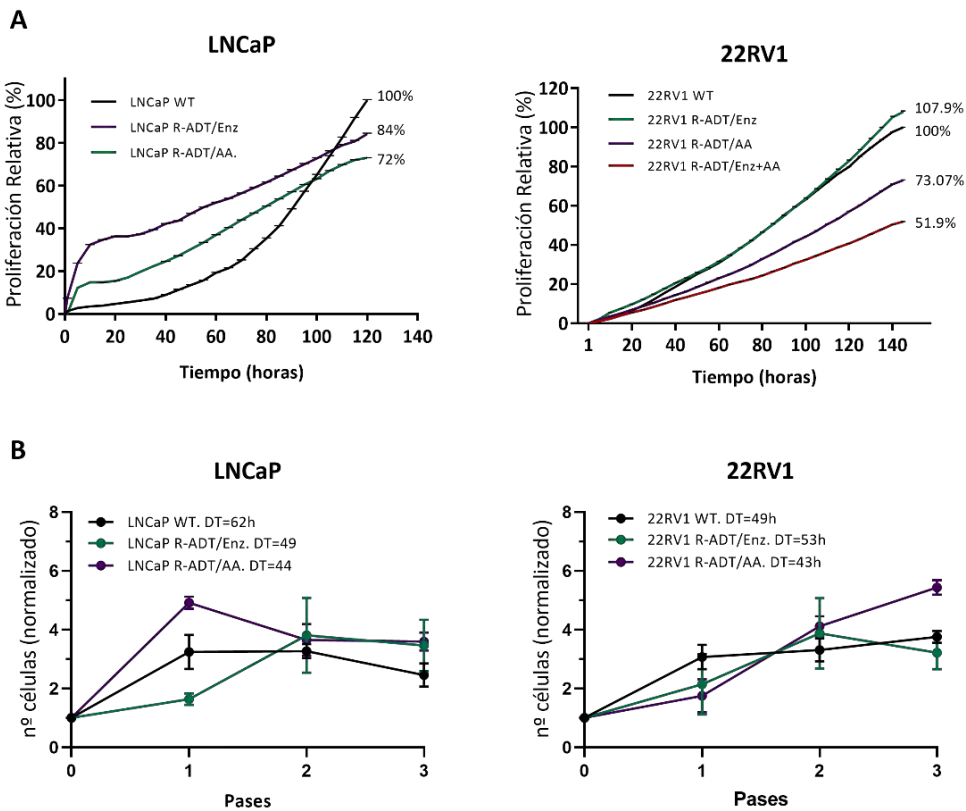 A
LNCaP
Proliferación Relativa (%)
100
80
60
40
20
0
LNCaP WT
LNCaP R-ADT/Enz
LNCaP R-ADT/AA.
100%
84%
72%
0 20 40 60 80 100 120 140
Tiempo (horas)
22RV1
Proliferación Relativa (%)
120
100
80
60
40
20
0
22RV1 WT
22RV1 R-ADT/Enz
22RV1 R-ADT/AA
22RV1 R-ADT/Enz+AA
107.9%
100%
73.07%
51.9%
1 20 40 60 80 100 120 140
Tiempo (horas)
B
LNCaP
nº células (normalizado)
8
6
4
2
0
LNCaP WT. DT=62h
LNCaP R-ADT/Enz. DT=49
LNCaP R-ADT/AA. DT=44
0 1 2 3
Pases
22RV1
nº células (normalizado)
8
6
4
2
0
22RV1 WT. DT=49h
22RV1 R-ADT/Enz. DT=53h
22RV1 R-ADT/AA. DT=43h
0 1 2 3
Pases